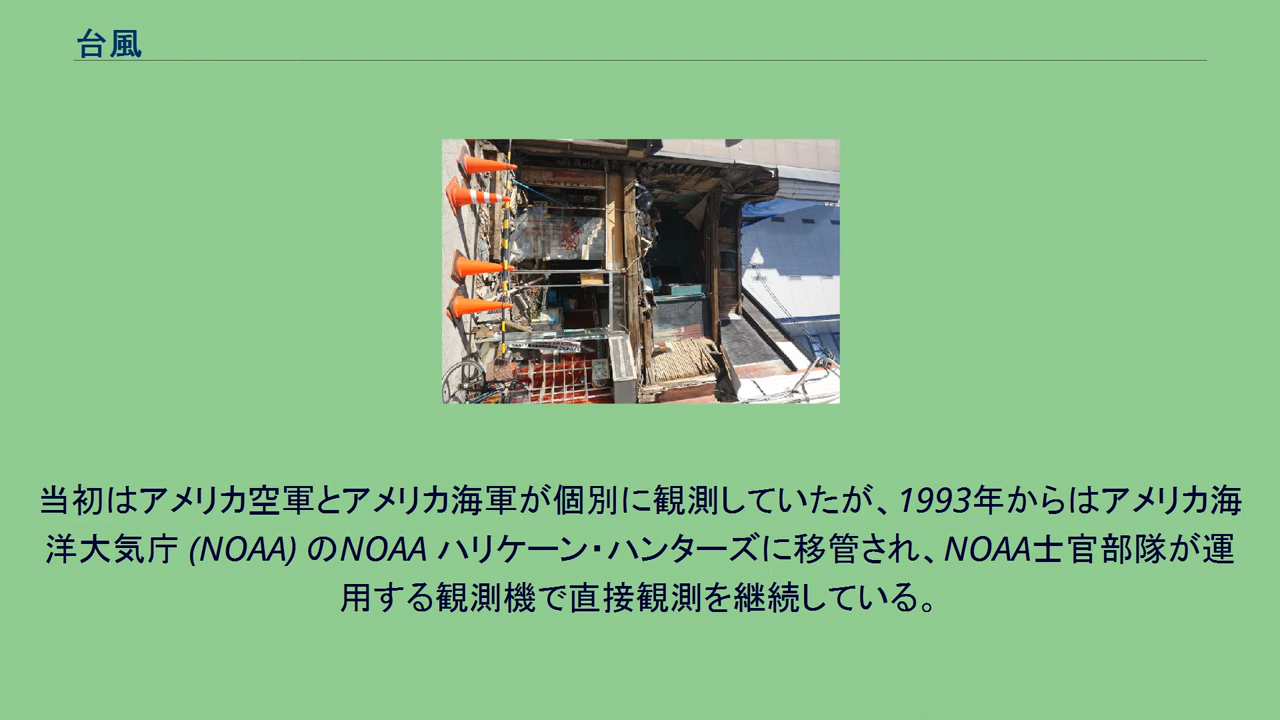 台風
当初はアメリカ空軍とアメリカ海軍が個別に観測していたが、1993年からはアメリカ海
洋大気庁 (NOAA) のNOAA ハリケーン・ハンターズに移管され、NOAA士官部隊が運
用する観測機で直接観測を継続している。